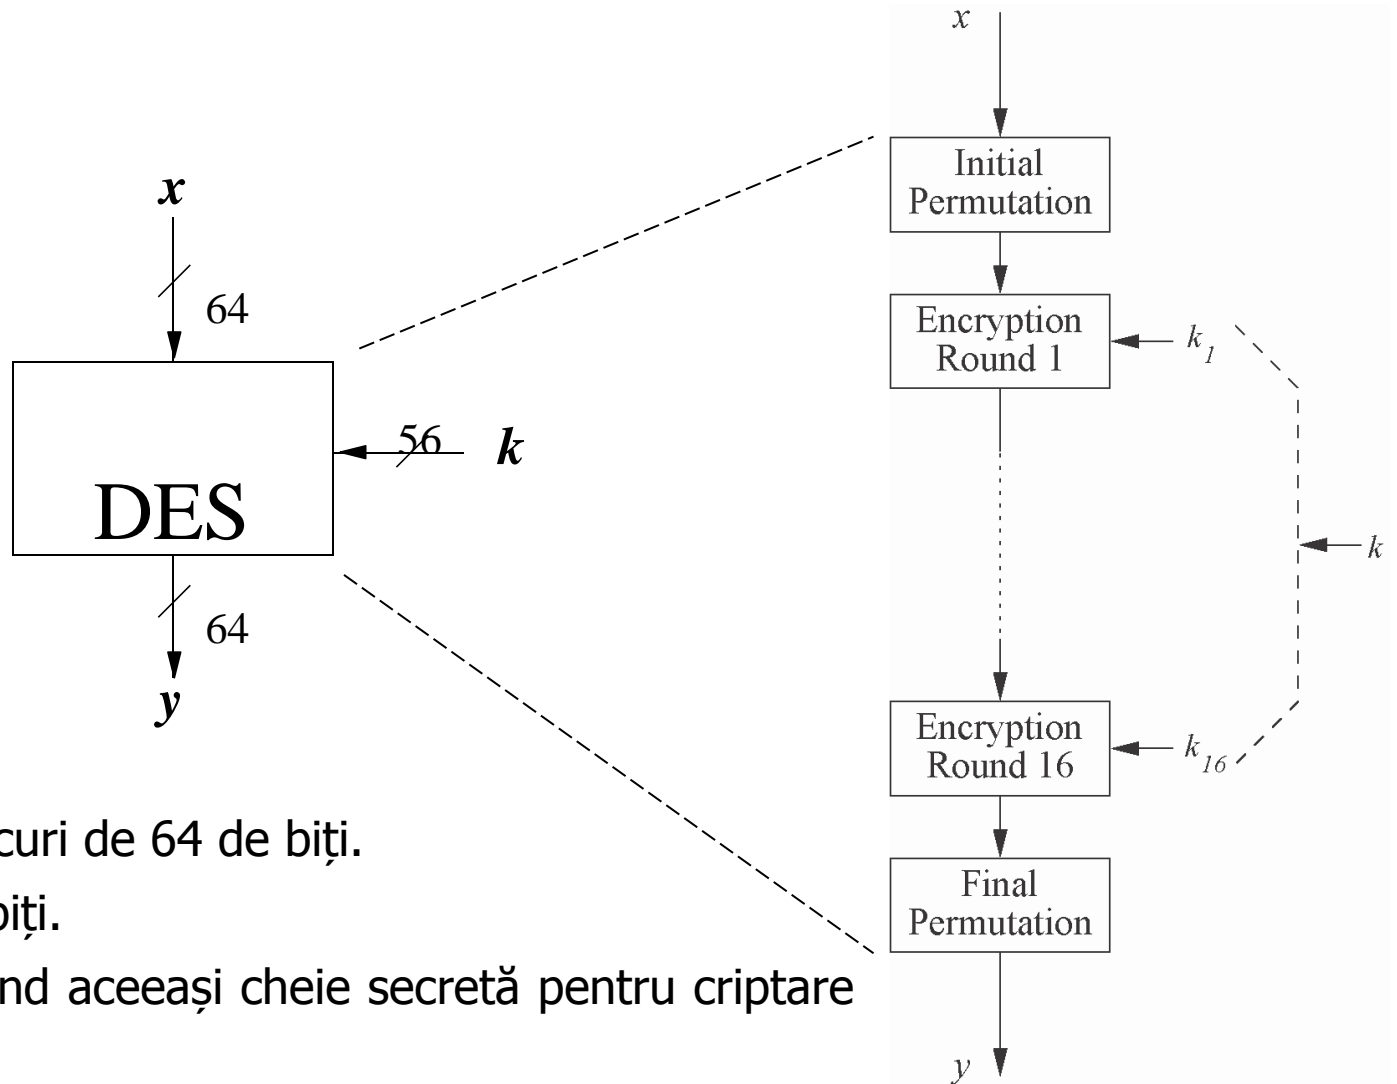 x
64
56
k
DES
64
y
curi de 64 de biți.
biți.
nd aceeași cheie secretă pentru criptare
x
Initial
Permutation
Encryption
Round 1
k1
k
Encryption
Round 16
k16
Final
Permutation
y